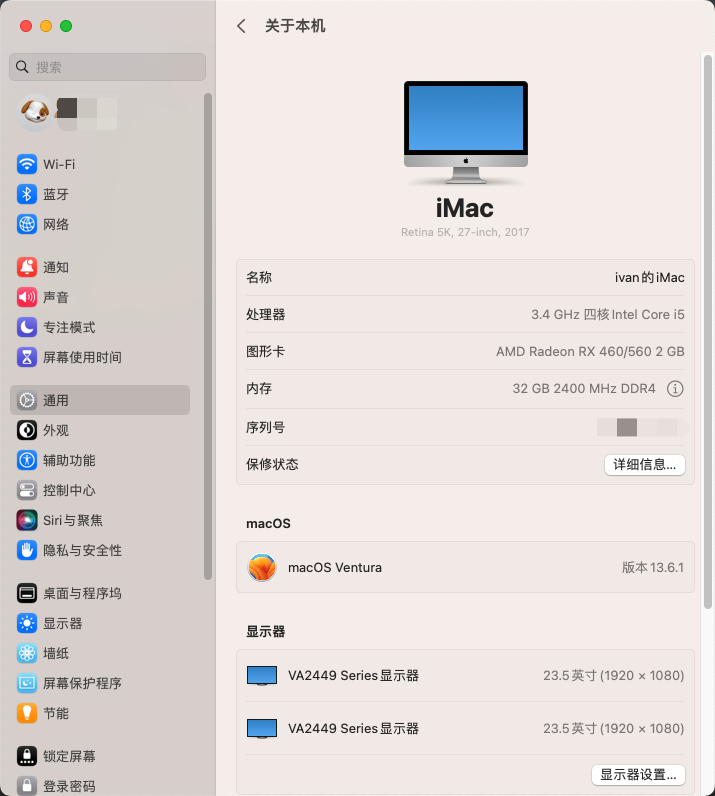 关于本机
搜索
Wi-Fi
蓝牙
网络
通知
声音
专注模式
屏幕使用时间
通用
外观
辅助功能
控制中心
Siri与聚焦
隐私与安全性
桌面与程序坞
显示器
墙纸
屏幕保护程序
节能
锁定屏幕
登录密码
iMac
Retina 5K, 27-inch, 2017
名称 ivan的iMac
处理器 3.4 GHz 四核Intel Core i5
图形卡 AMD Radeon RX 460/560 2 GB
内存 32 GB 2400 MHz DDR4
序列号
保修状态 详细信息...
macOS
macOS Ventura 版本13.6.1
显示器
VA2449 Series显示器 23.5英寸 (1920 × 1080)
VA2449 Series显示器 23.5英寸 (1920 × 1080)
显示器设置...